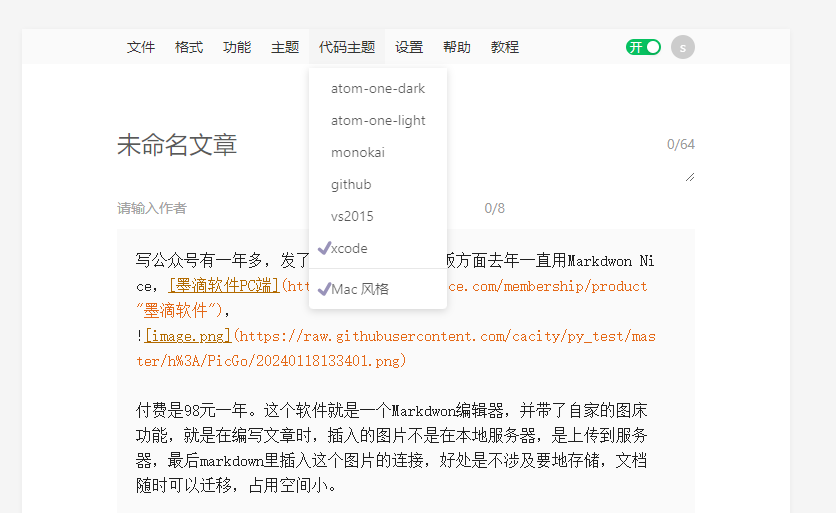 文件 格式 功能 主题 代码主题 设置 帮助 教程 开 s
atom-one-dark
atom-one-light
monokai
github
vs2015
xcode
Mac 风格
未命名文章 0/64
请输入作者 0/8
写公众号有一年多，发了 版方面去年一直用Markdwon Ni
ce，[墨滴软件PC端](htt ce.com/membership/product
"墨滴软件")，
![image.png](https://raw.githubusercontent.com/cacity/py_test/mas
ter/h%3A/PicGo/20240118133401.png)
付费是98元一年。这个软件就是一个Markdwon编辑器，并带了自家的图床
功能，就是在编写文章时，插入的图片不是在本地服务器，是上传到服务
器，最后markdown里插入这个图片的连接，好处是不涉及要地存储，文档
随时可以迁移，占用空间小。